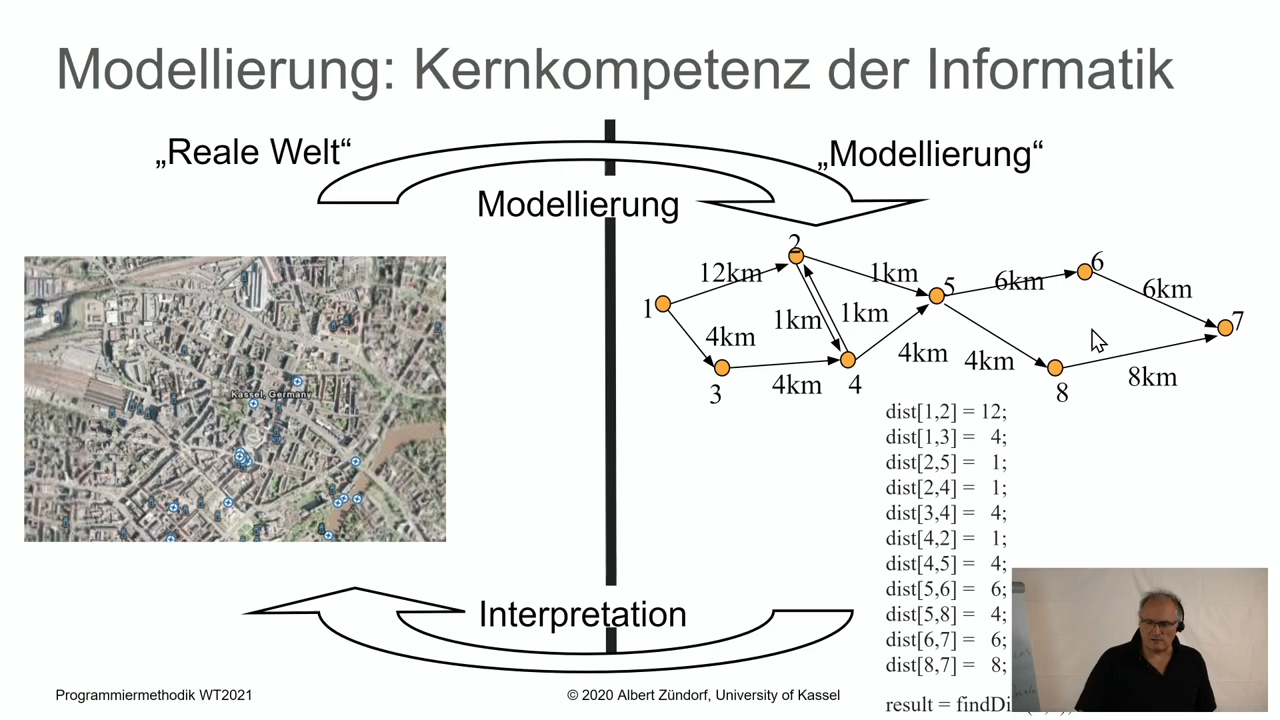 Modellierung: Kernkompetenz der Informatik
„Reale Welt“
„Modellierung“
Modellierung
Kassel, Germany
2
12km
1km
5
6km
6
6km
7
1
1km
1km
4km
4km
4km
8km
3
4km
4
8
dist[1,2] = 12;
dist[1,3] = 4;
dist[2,5] = 1;
dist[2,4] = 1;
dist[3,4] = 4;
dist[4,2] = 1;
dist[4,5] = 4;
dist[5,6] = 6;
dist[5,8] = 4;
dist[6,7] = 6;
dist[8,7] = 8;
Interpretation
Programmiermethodik WT2021
© 2020 Albert Zündorf, University of Kassel
result =